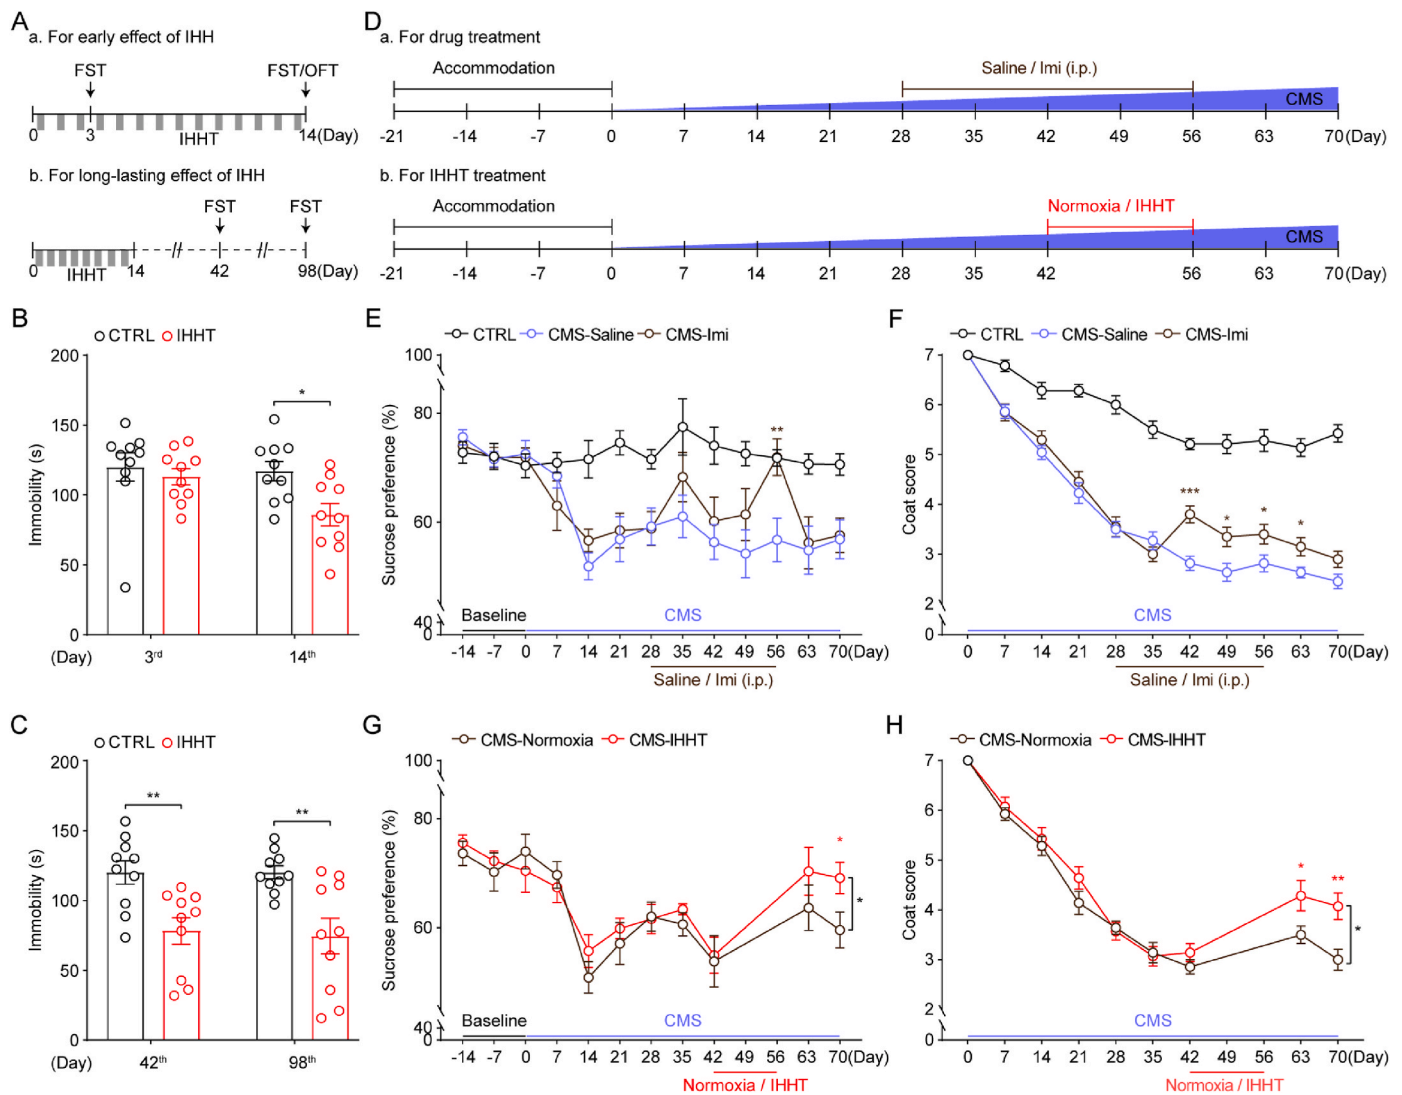 A
a. For early effect of IHH
FST
FST/OFT
0
3
IHHT
14(Day)
b. For long-lasting effect of IHH
FST
FST
0
IHHT
14
42
98(Day)
D
a. For drug treatment
Accommodation
Saline / Imi (i.p.)
CMS
-21 -14 -7 0 7 14 21 28 35 42 49 56 63 70(Day)
b. For IHHT treatment
Accommodation
Normoxia / IHHT
CMS
-21 -14 -7 0 7 14 21 28 35 42 56 63 70(Day)
B
CTRL IHHT
Immobility (s)
200
150
100
50
0
*
(Day) 3rd 14th
E
CTRL CMS-Saline CMS-Imi
Sucrose preference (%)
100
80
60
40
0
**
Baseline CMS
-14 -7 0 7 14 21 28 35 42 49 56 63 70(Day)
Saline / Imi (i.p.)
F
CTRL CMS-Saline CMS-Imi
Coat score
7
6
5
4
3
2
0
*** * * *
CMS
0 7 14 21 28 35 42 49 56 63 70(Day)
Saline / Imi (i.p.)
C
CTRL IHHT
Immobility (s)
200
150
100
50
0
** **
(Day) 42th 98th
G
CMS-Normoxia CMS-IHHT
Sucrose preference (%)
100
80
60
40
0
*
*
Baseline CMS
-14 -7 0 7 14 21 28 35 42 49 56 63 70(Day)
Normoxia / IHHT
H
CMS-Normoxia CMS-IHHT
Coat score
7
6
5
4
3
2
0
* **
*
CMS
0 7 14 21 28 35 42 49 56 63 70(Day)
Normoxia / IHHT